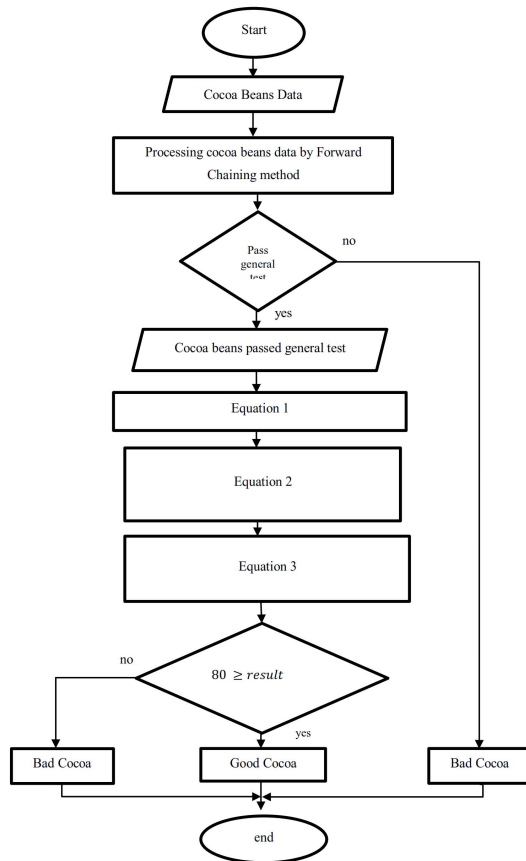 Start
Cocoa Beans Data
Processing cocoa beans data by Forward
Chaining method
Pass
general
test
no
yes
Cocoa beans passed general test
Equation 1
Equation 2
Equation 3
80 ≥ result
no
yes
Bad Cocoa
Good Cocoa
Bad Cocoa
end